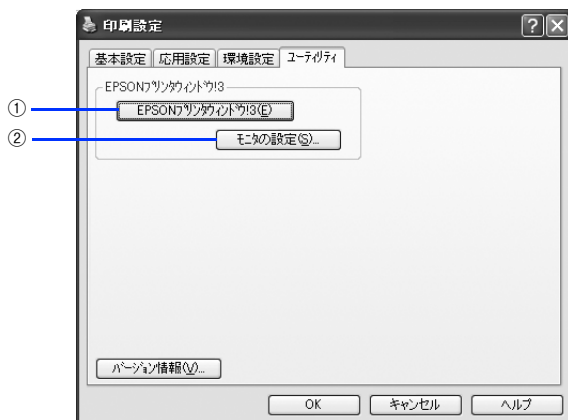 印刷設定
基本設定 応用設定 環境設定 ユーティリティ
EPSONプリンタウィンドウ!3
① EPSONプリンタウィンドウ!3(E)
② モニタの設定(S)...
バージョン情報(V)...
OK キャンセル ヘルプ